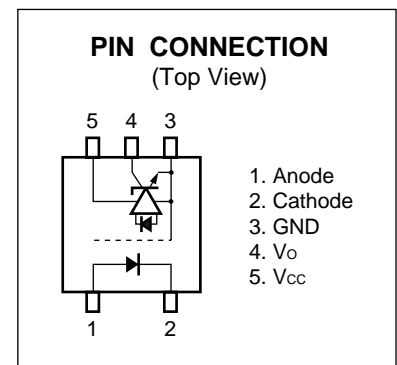 PIN CONNECTION
(Top View)
5 4 3
1. Anode
2. Cathode
3. GND
4. Vo
5. Vcc
1 2